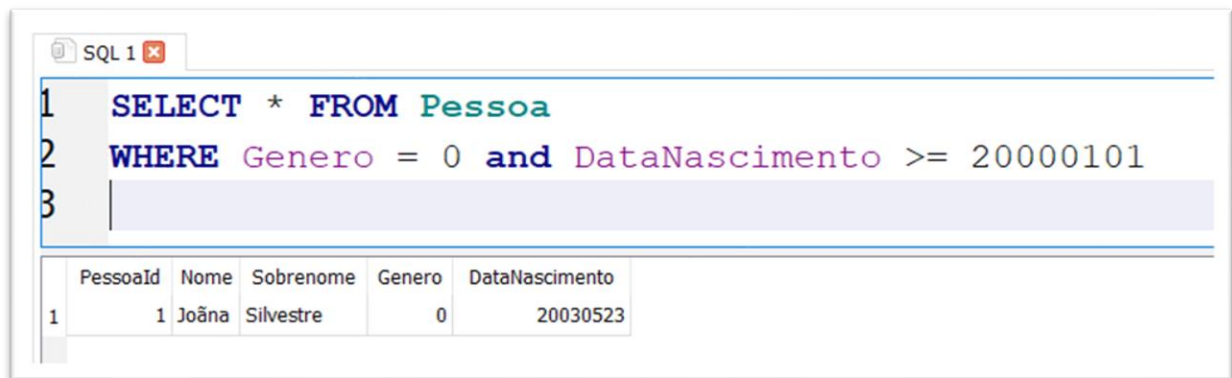 SQL 1
1 SELECT * FROM Pessoa
2 WHERE Genero = 0 and DataNascimento >= 20000101
3
PessoaId Nome Sobrenome Genero DataNascimento
1 1 Joãna Silvestre 0 20030523